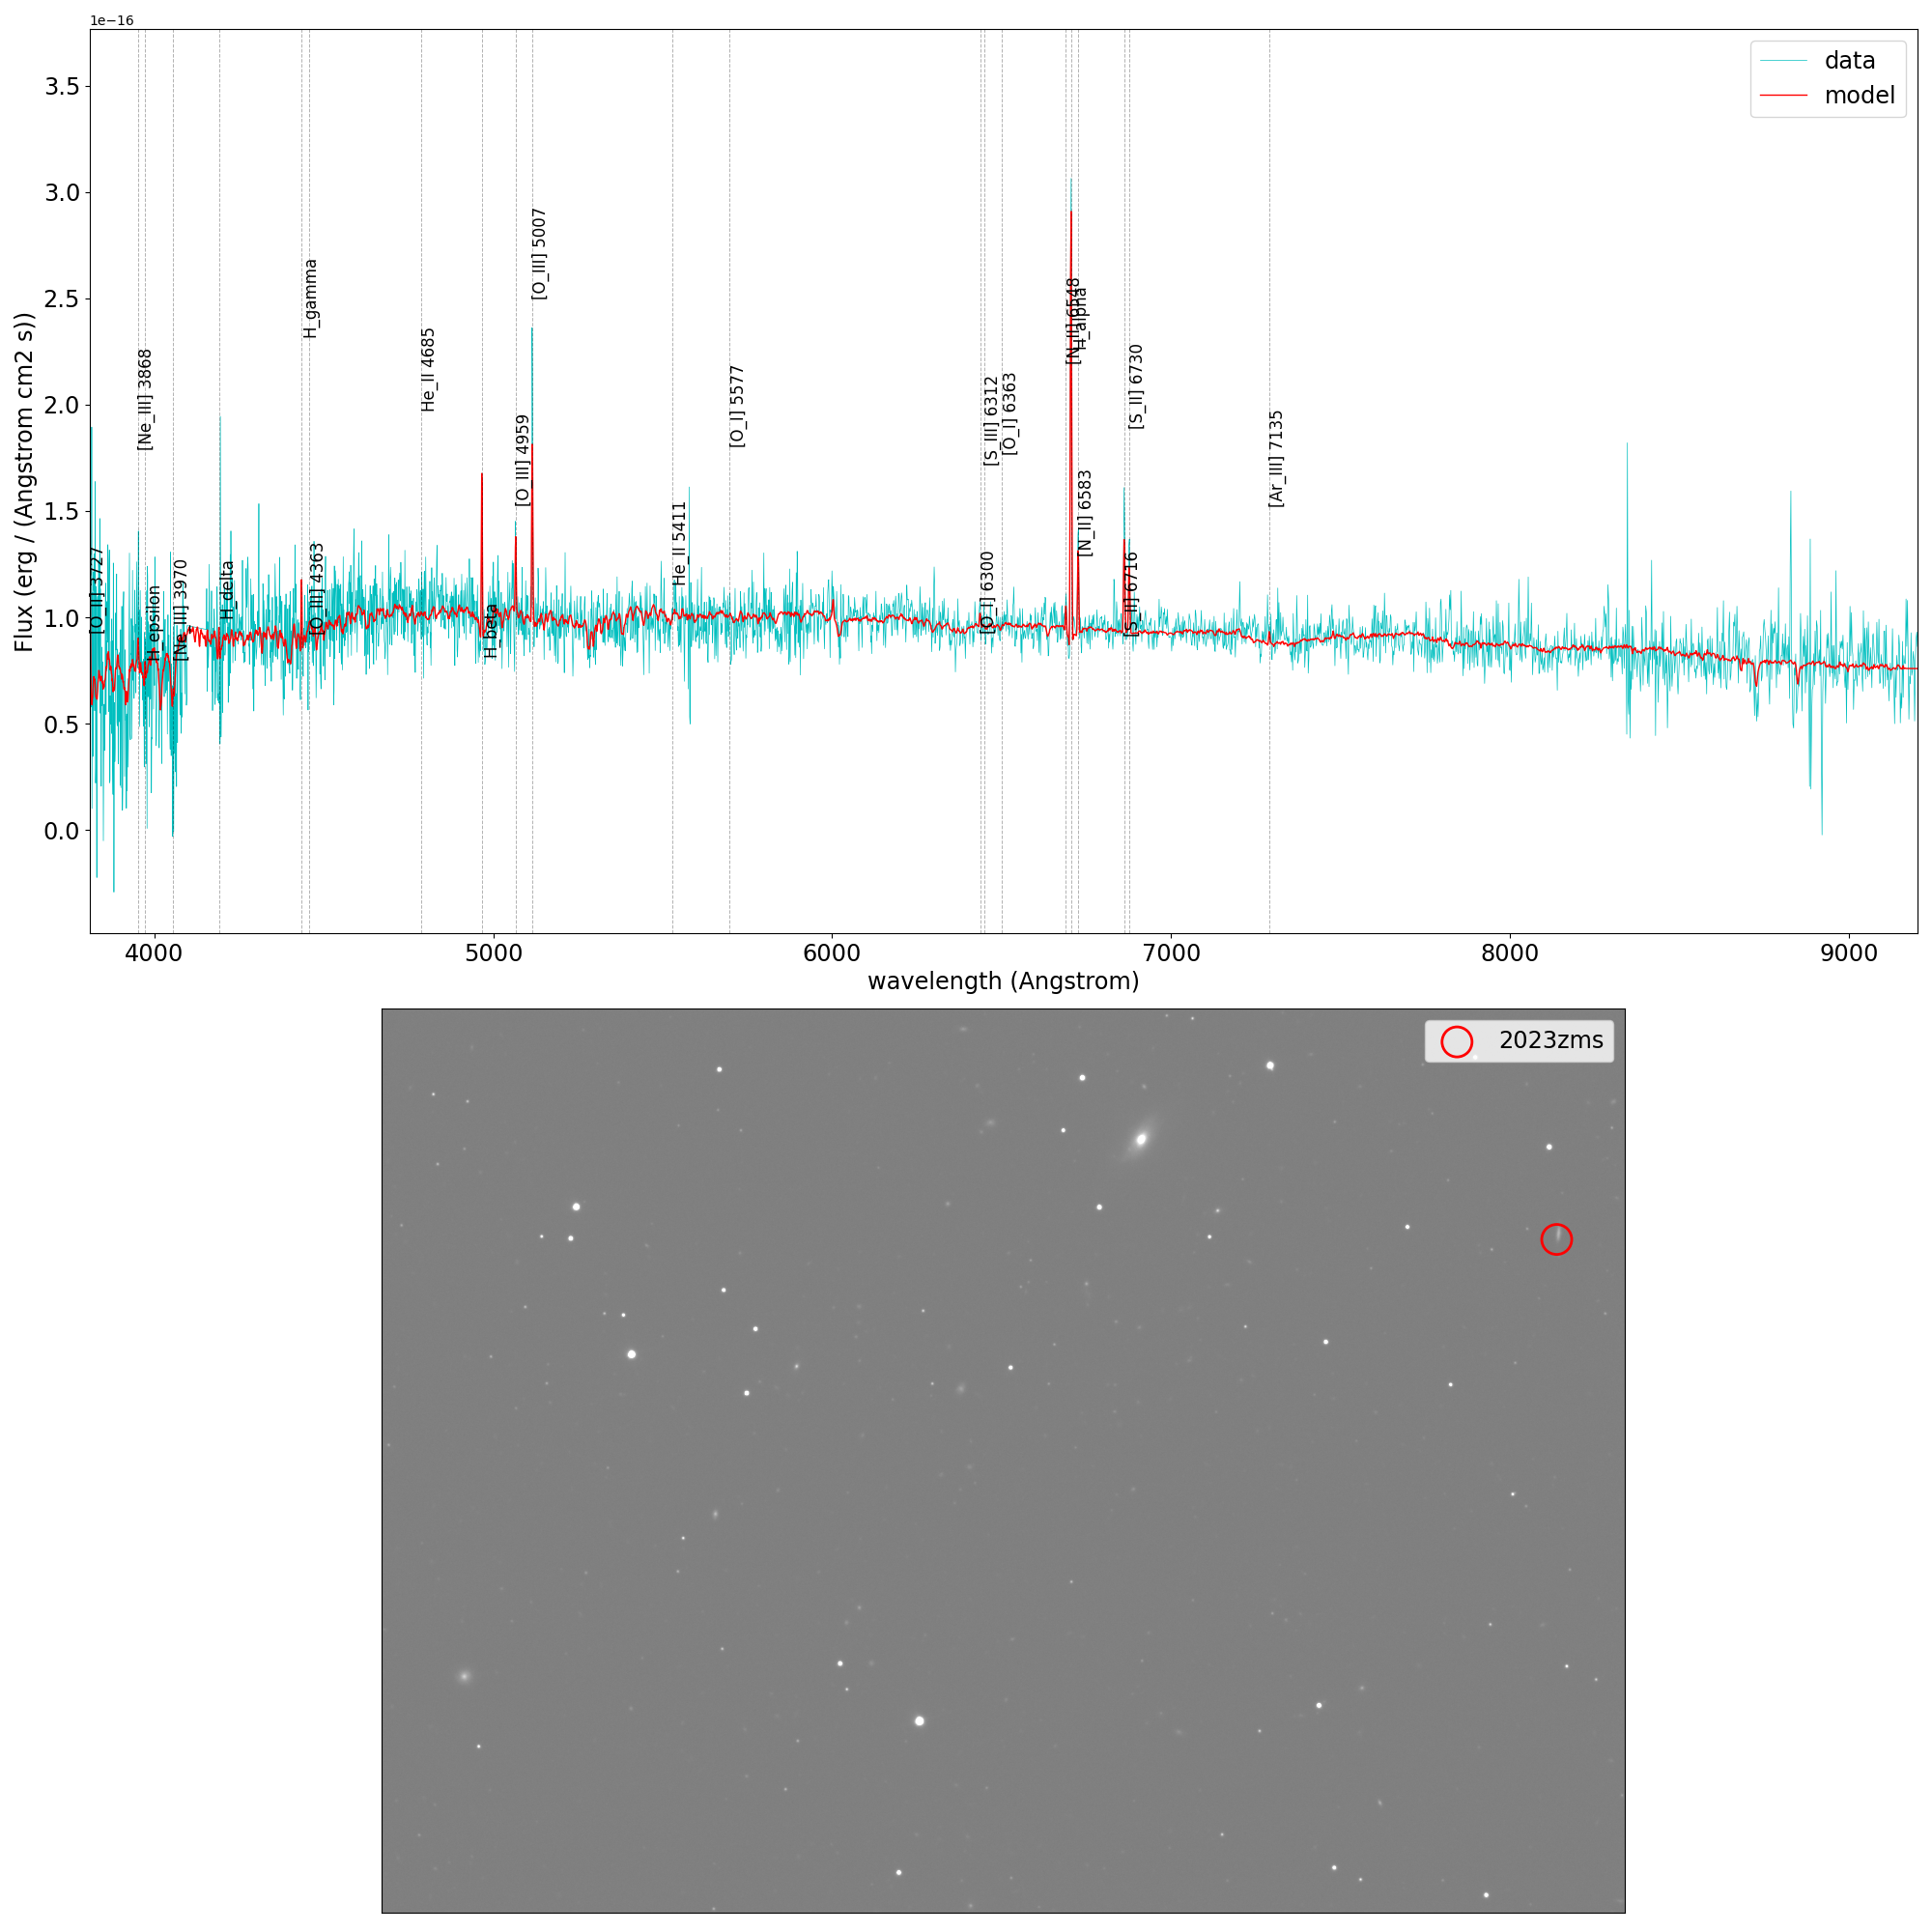 1e−16
data
model
3.5
3.0
2.5
2.0
1.5
1.0
0.5
0.0
Flux (erg / (Angstrom cm2 s))
[O_II] 3727
[Ne_III] 3868
H_epsilon
[Ne_III] 3970
H_delta
H_gamma
[O_III] 4363
He_II 4685
H_beta
[O_III] 4959
[O_III] 5007
He_II 5411
[O_I] 5577
[O_I] 6300
[S_III] 6312
[O_I] 6363
[N_II] 6548
H_alpha
[N_II] 6583
[S_II] 6716
[S_II] 6730
[Ar_III] 7135
4000 5000 6000 7000 8000 9000
wavelength (Angstrom)
2023zms